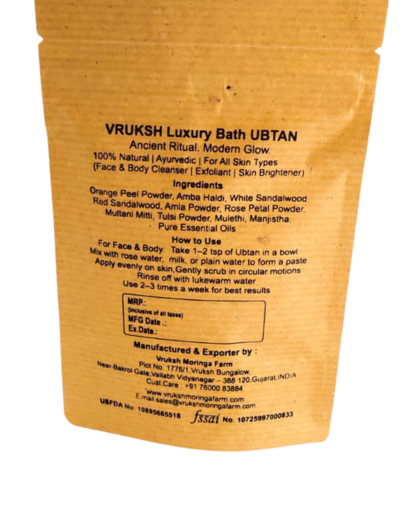 VRUKSH Luxury Bath UBTAN
Ancient Ritual. Modern Glow.
100% Natural | Ayurvedic | For All Skin Types
(Face & Body Cleanser | Exfoliant | Skin Brightener)
Ingredients
Orange Peel Powder, Amba Haldi, White Sandalwood
Red Sandalwood, Amla Powder, Rose Petal Powder,
Multani Mitti, Tulsi Powder, Mulethi, Manjistha,
Pure Essential Oils
How to Use
For Face & Body: Take 1–2 tsp of Ubtan in a bowl
Mix with rose water, milk, or plain water to form a paste
Apply evenly on skin,Gently scrub in circular motions
Rinse off with lukewarm water
Use 2–3 times a week for best results
MRP.:
(Inclusive of all taxes)
MFG Date .:
Ex.Date.:
Manufactured & Exporter by :
Vruksh Moringa Farm
Plot No. 1776/1,Vruksh Bungalow,
Near-Bakrol Gate,Vallabh Vidyanagar – 388 120,Gujarat,INDIA
Cust.Care : +91 76000 83884
www.vrukshmoringafarm.com
E.mail.sales@vrukshmoringafarm.com
USFDA No: 10895665518 fssai No. 10725997000833